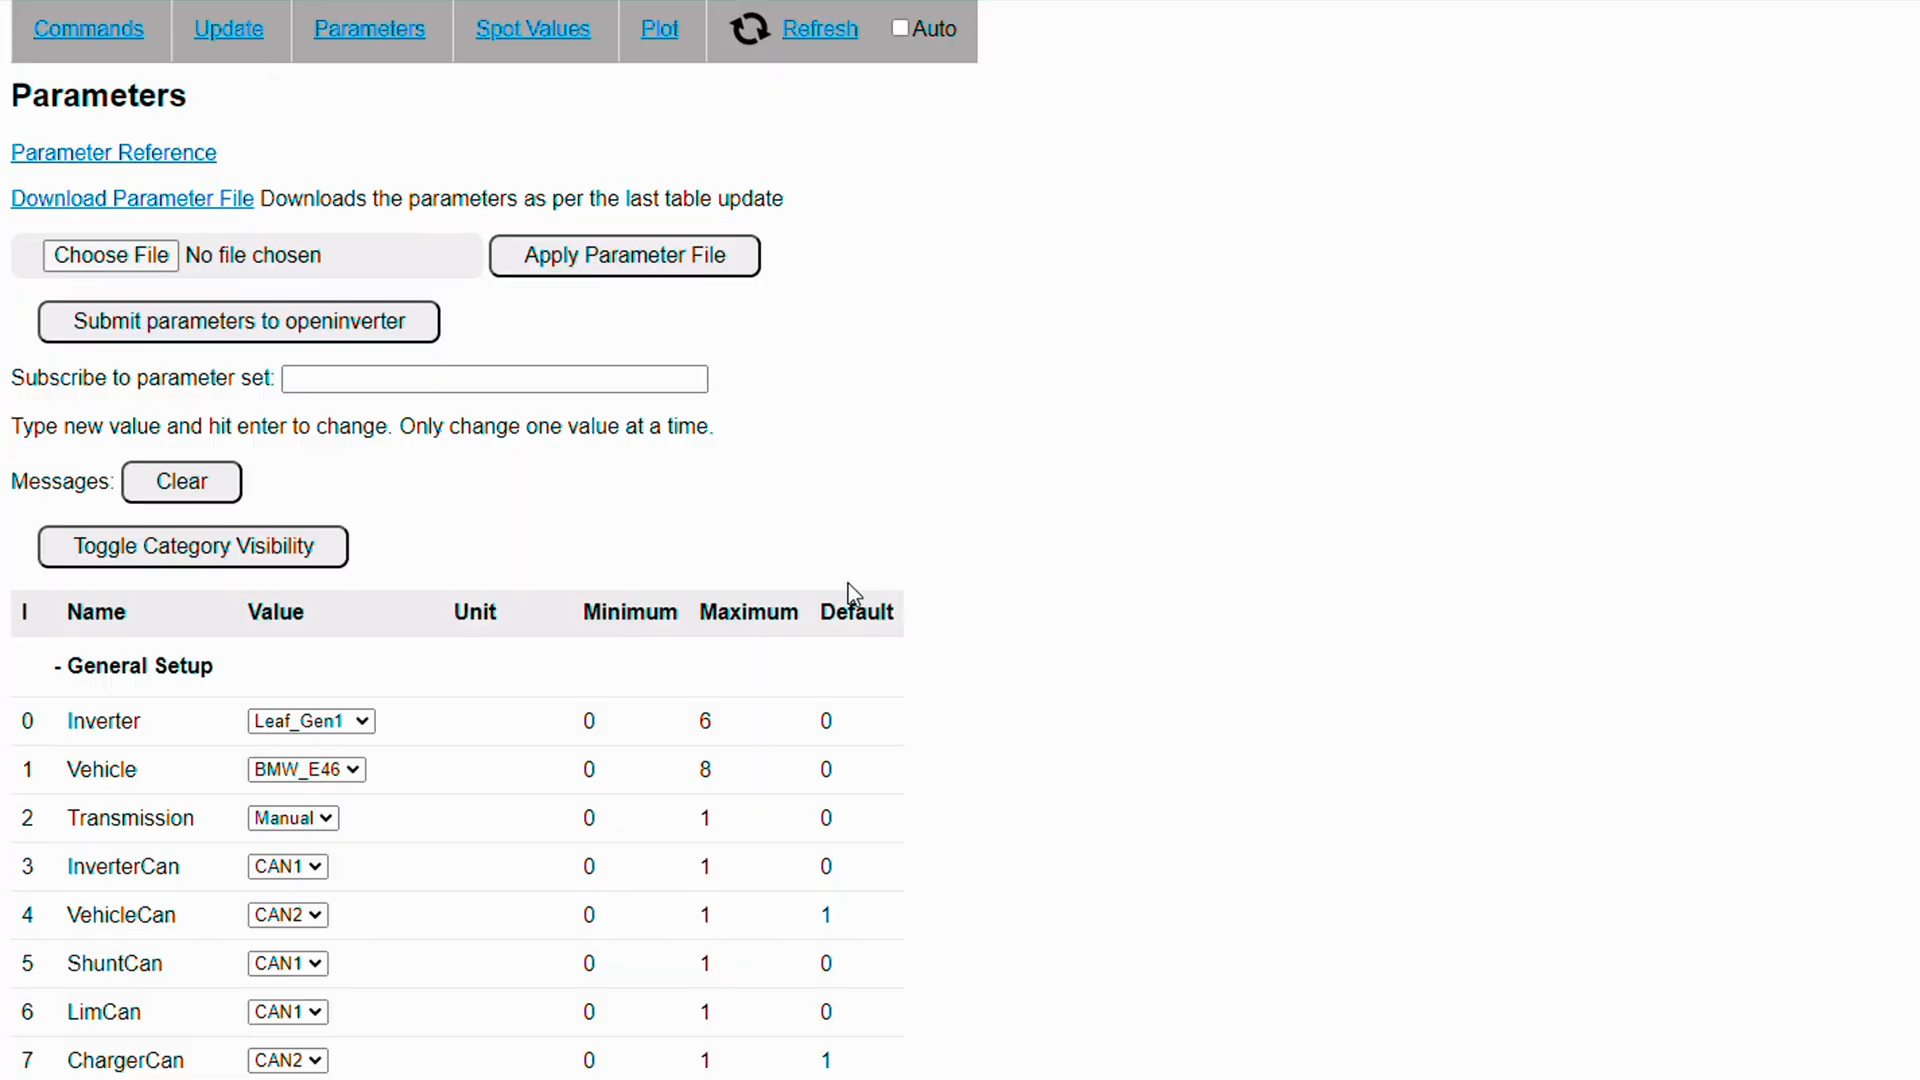 Commands Update Parameters Spot Values Plot Refresh Auto
Parameters
Parameter Reference
Download Parameter File Downloads the parameters as per the last table update
Choose File No file chosen Apply Parameter File
Submit parameters to openinverter
Subscribe to parameter set:
Type new value and hit enter to change. Only change one value at a time.
Messages: Clear
Toggle Category Visibility
I Name Value Unit Minimum Maximum Default
- General Setup
0 Inverter Leaf_Gen1 0 6 0
1 Vehicle BMW_E46 0 8 0
2 Transmission Manual 0 1 0
3 InverterCan CAN1 0 1 0
4 VehicleCan CAN2 0 1 1
5 ShuntCan CAN1 0 1 0
6 LimCan CAN1 0 1 0
7 ChargerCan CAN2 0 1 1